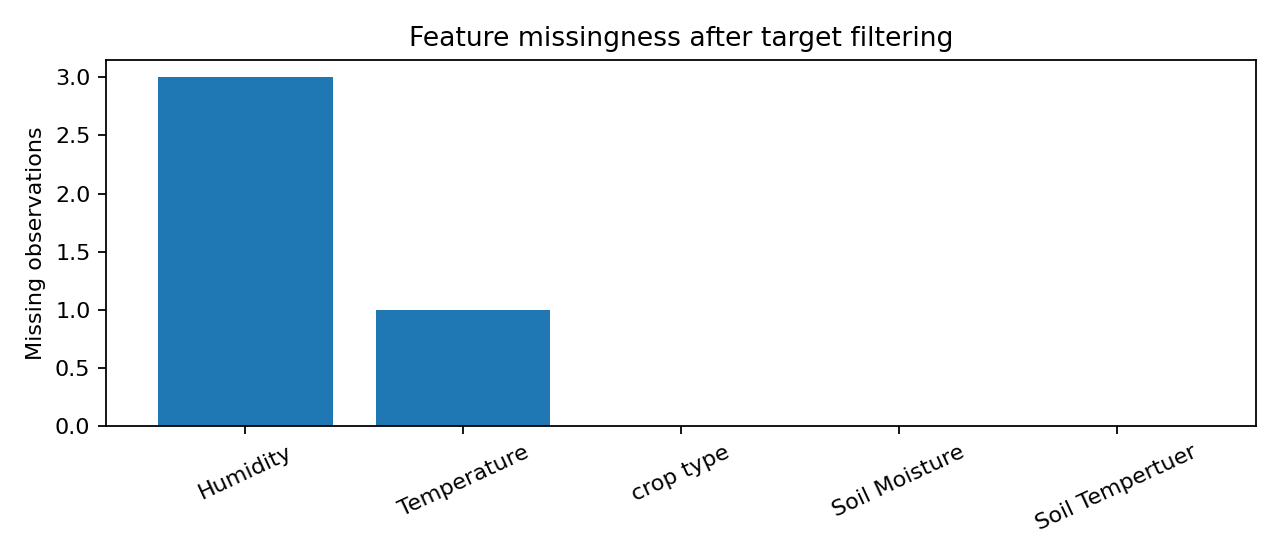 Feature missingness after target filtering
Missing observations
3.0
2.5
2.0
1.5
1.0
0.5
0.0
Humidity
Temperature
crop type
Soil Moisture
Soil Tempertuer